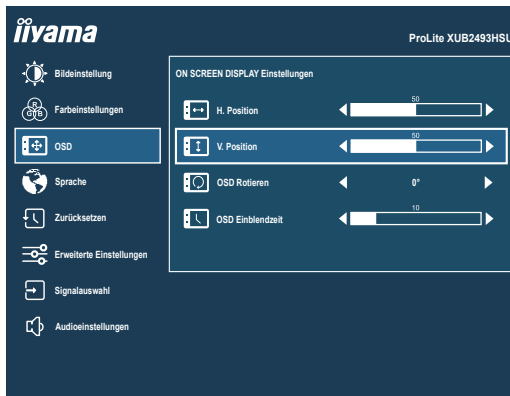 iiyama
ProLite XUB2493HSU
Bildeinstellung
ON SCREEN DISPLAY Einstellungen
Farbeinstellungen
H. Position
50
OSD
V. Position
50
Sprache
OSD Rotieren
0°
Zurücksetzen
OSD Einblendzeit
10
Erweiterte Einstellungen
Signalauswahl
Audioeinstellungen
R
G B